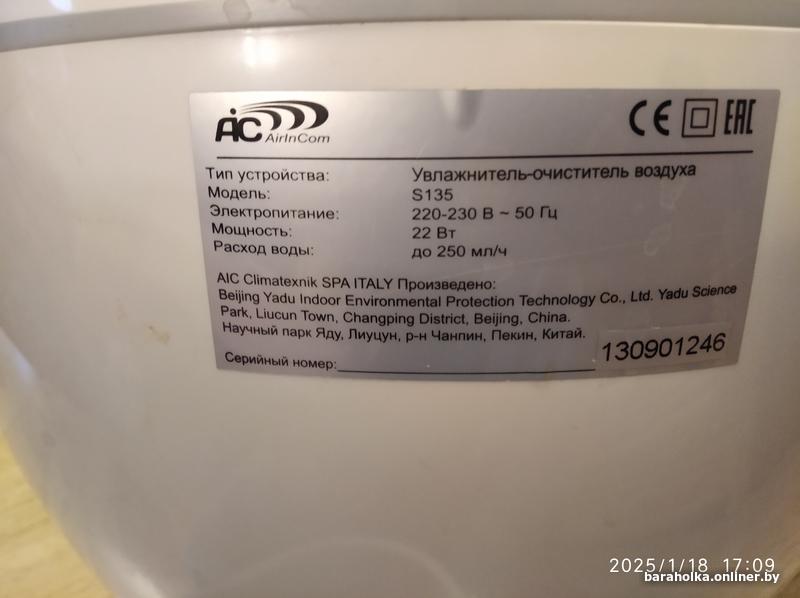 AIC AirInCom
CE EAC
Тип устройства: Увлажнитель-очиститель воздуха
Модель: S135
Электропитание: 220-230 В ~ 50 Гц
Мощность: 22 Вт
Расход воды: до 250 мл/ч
AIC Climatexnik SPA ITALY Произведено:
Beijing Yadu Indoor Environmental Protection Technology Co., Ltd. Yadu Science
Park, Liucun Town, Changping District, Beijing, China.
Научный парк Яду, Лиуцун, р-н Чанпин, Пекин, Китай.
Серийный номер: 130901246
2025/1/18 17:09
baraholka.onliner.by